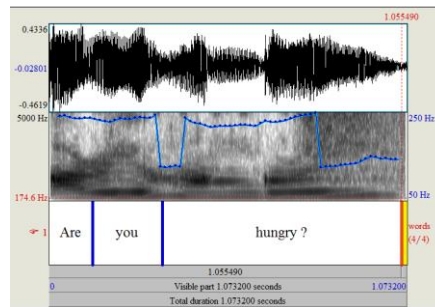 1.055490
0.4336
-0.02801
-0.4619
5000 Hz
250 Hz
174.6 Hz
50 Hz
1
Are you hungry ?
words
(4/4)
1.055490
0 Visible part 1.073200 seconds 1.073200
Total duration 1.073200 seconds